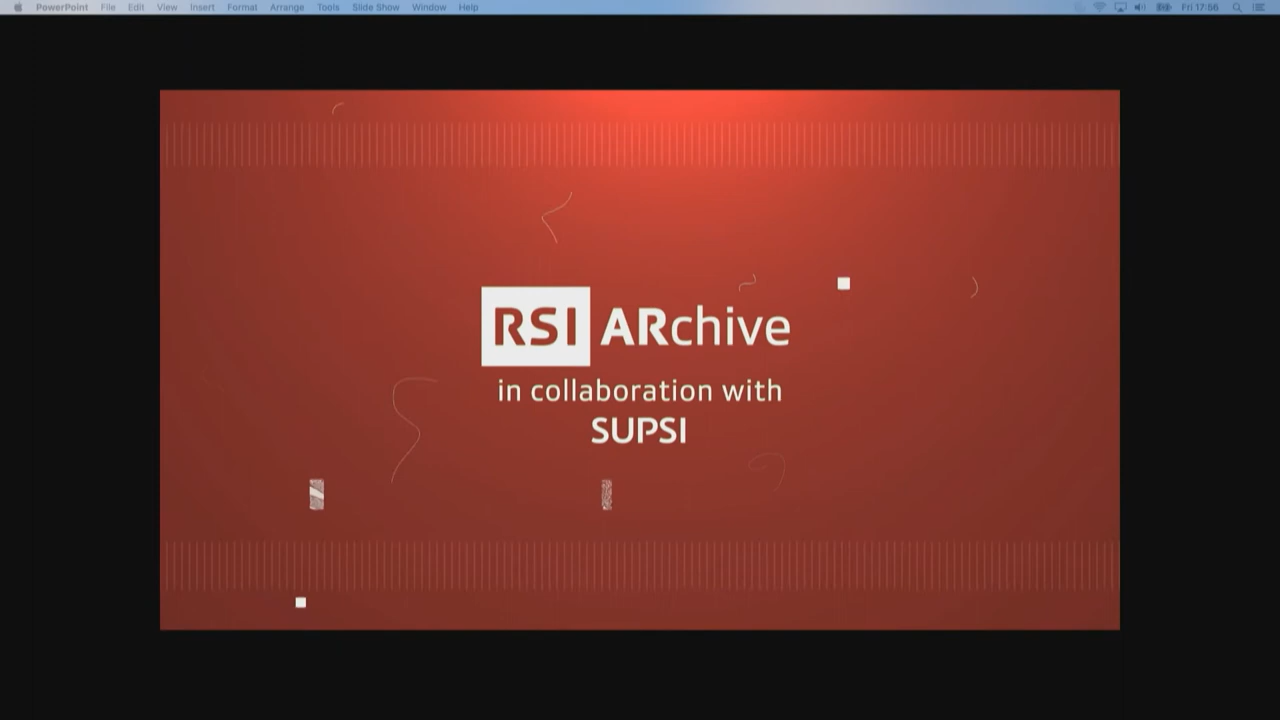 PowerPoint File Edit View Insert Format Arrange Tools Slide Show Window Help Fri 17:56
RSI ARchive
in collaboration with
SUPSI